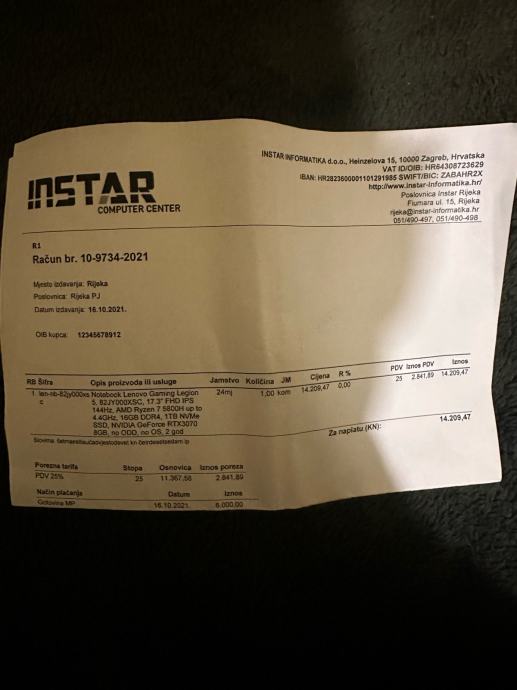 INSTAR
COMPUTER CENTER
INSTAR INFORMATIKA d.o.o., Heinzelova 15, 10000 Zagreb, Hrvatska
VAT ID/OIB: HR64308723629
IBAN: HR2823600001101291985 SWIFT/BIC: ZABAHR2X
http://www.instar-informatika.hr/
Poslovnica Instar Rijeka
Fiumara ul. 15, Rijeka
rijeka@instar-informatika.hr
051/490-497, 051/490-498
R1
Račun br. 10-9734-2021
Mjesto izdavanja: Rijeka
Poslovnica: Rijeka PJ
Datum izdavanja: 16.10.2021.
OIB kupca: 12345678912
RB Šifra Opis proizvoda ili usluge Jamstvo Količina JM Cijena R % PDV Iznos PDV Iznos
1 len-nb-82jy000xs Notebook Lenovo Gaming Legion 24mj 1,00 kom 14.209,47 0,00 25 2.841,89 14.209,47
c 5, 82JY000XSC, 17.3" FHD IPS
144Hz, AMD Ryzen 7 5800H up to
4.4GHz, 16GB DDR4, 1TB NVMe
SSD, NVIDIA GeForce RTX3070
8GB, no ODD, no OS, 2 god
Slovima:
Za naplatu (KN): 14.209,47
Porezna tarifa Stopa Osnovica Iznos poreza
PDV 25% 25 11.367,58 2.841,89
Način plaćanja Datum Iznos
Gotovina MP 16.10.2021. 6.000,00